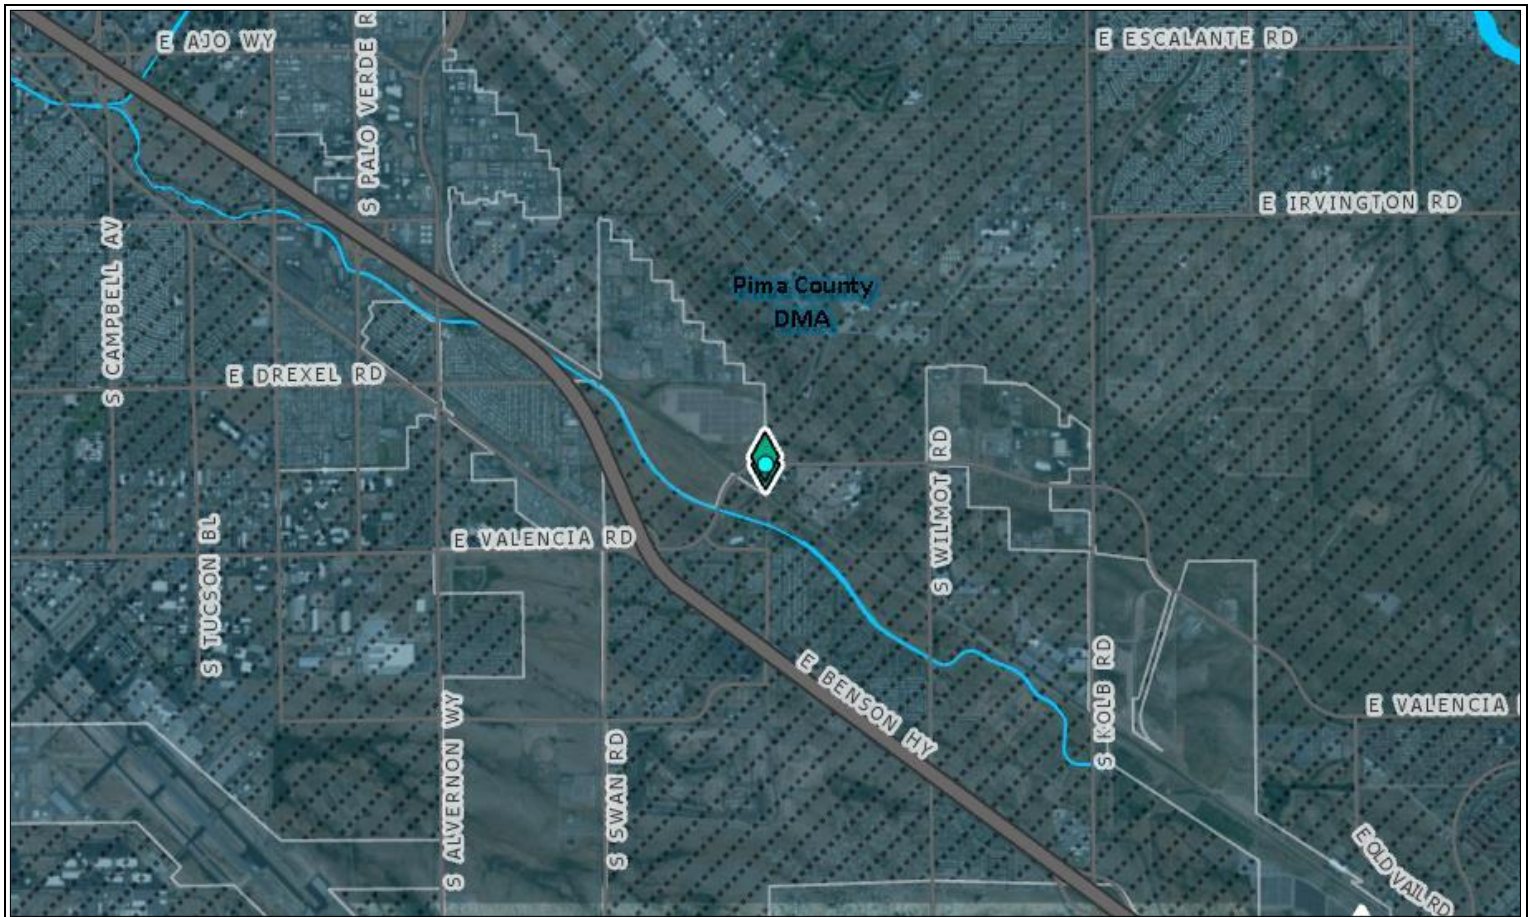 E AJO WY
S PALO VERDE R
E ESCALANTE RD
E IRVINGTON RD
S CAMPBELL AV
Pima County
DMA
E DREXEL RD
S WILMOT RD
E VALENCIA RD
S TUCSON BL
E BENSON HY
S KOLB RD
E VALENCIA
S ALVERNON WY
S SWAN RD
E OLD VAIL RD